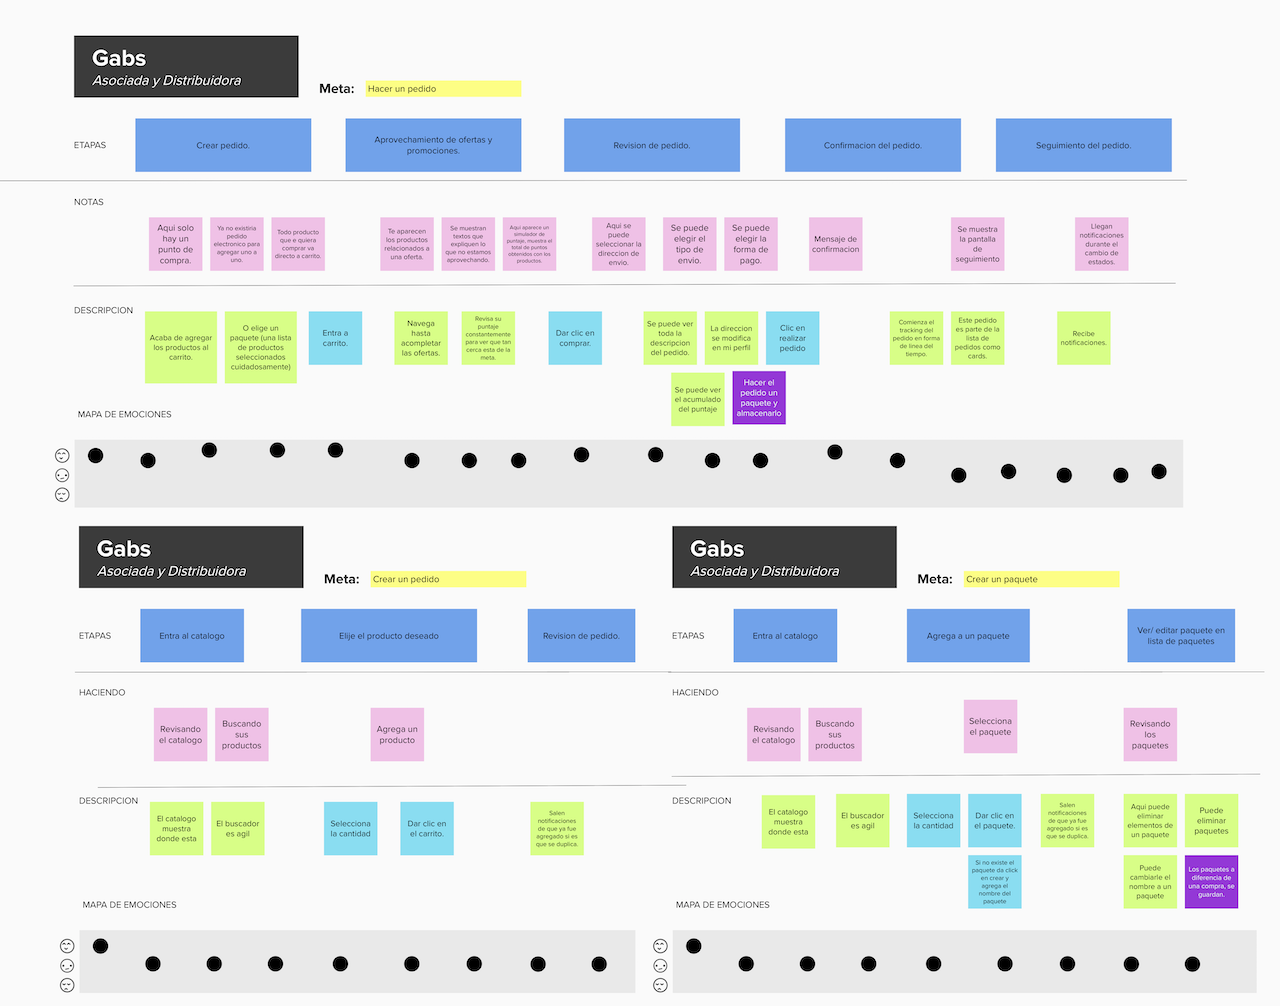 Gabs
Asociada y Distribuidora
Meta:
Hacer un pedido
ETAPAS
Crear pedido.
Aprovechamiento de ofertas y
promociones.
Revision de pedido.
Confirmacion del pedido.
Seguimiento del pedido.
NOTAS
Aqui solo
hay un
punto de
compra.
Ya no existiria
pedido
electronico para
agregar uno a
uno.
Todo producto
que e quiera
comprar va
directo a carrito.
Te aparecen
los productos
relacionados a
una oferta.
Se muestran
textos que
expliquen lo
que no estamos
aprovechando.
Aqui aparece un
simulador de
puntaje, muestra el
total de puntos
obtenidos con los
productos.
Aqui se
puede
seleccionar la
direccion de
envio.
Se puede
elegir el
tipo de
envio.
Se puede
elegir la
forma de
pago.
Mensaje de
confirmacion
Se muestra
la pantalla
de
seguimiento
Llegan
notificaciones
durante el
cambio de
estados.
DESCRIPCION
Acaba de agregar
los productos al
carrito.
O elige un
paquete (una lista
de productos
seleccionados
cuidadosamente)
Entra a
carrito.
Navega
hasta
acompletar
las ofertas.
Revisa su
puntaje
constantemente
para ver que tan
cerca esta de la
meta.
Dar clic en
comprar.
Se puede ver
toda la
descripcion
del pedido.
La direccion
se modifica
en mi perfil
Clic en
realizar
pedido
Comienza el
tracking del
pedido en forma
de linea del
tiempo.
Este pedido
es parte de la
lista de
pedidos como
cards.
Recibe
notificaciones.
Se puede ver
el acumulado
del puntaje
Hacer el
pedido un
paquete y
almacenarlo
MAPA DE EMOCIONES
Gabs
Asociada y Distribuidora
Meta:
Crear un pedido
ETAPAS
Entra al catalogo
Elije el producto deseado
Revision de pedido.
HACIENDO
Revisando
el catalogo
Buscando
sus
productos
Agrega un
producto
DESCRIPCION
El catalogo
muestra
donde esta
El buscador
es agil
Selecciona
la cantidad
Dar clic en
el carrito.
Salen
notificaciones
de que ya fue
agregado si es
que se duplica.
MAPA DE EMOCIONES
Gabs
Asociada y Distribuidora
Meta:
Crear un paquete
ETAPAS
Entra al catalogo
Agrega a un paquete
Ver/ editar paquete en
lista de paquetes
HACIENDO
Revisando
el catalogo
Buscando
sus
productos
Selecciona
el paquete
Revisando
los
paquetes
DESCRIPCION
El catalogo
muestra
donde esta
El buscador
es agil
Selecciona
la cantidad
Dar clic en
el paquete.
Salen
notificaciones
de que ya fue
agregado si es
que se duplica.
Aqui puede
eliminar
elementos de
un paquete
Puede
eliminar
paquetes
Si no existe el
paquete da click
en crear y
agrega el
nombre del
paquete
Puede
cambiarle el
nombre a un
paquete
Los paquetes a
diferencia de
una compra, se
guardan.
MAPA DE EMOCIONES